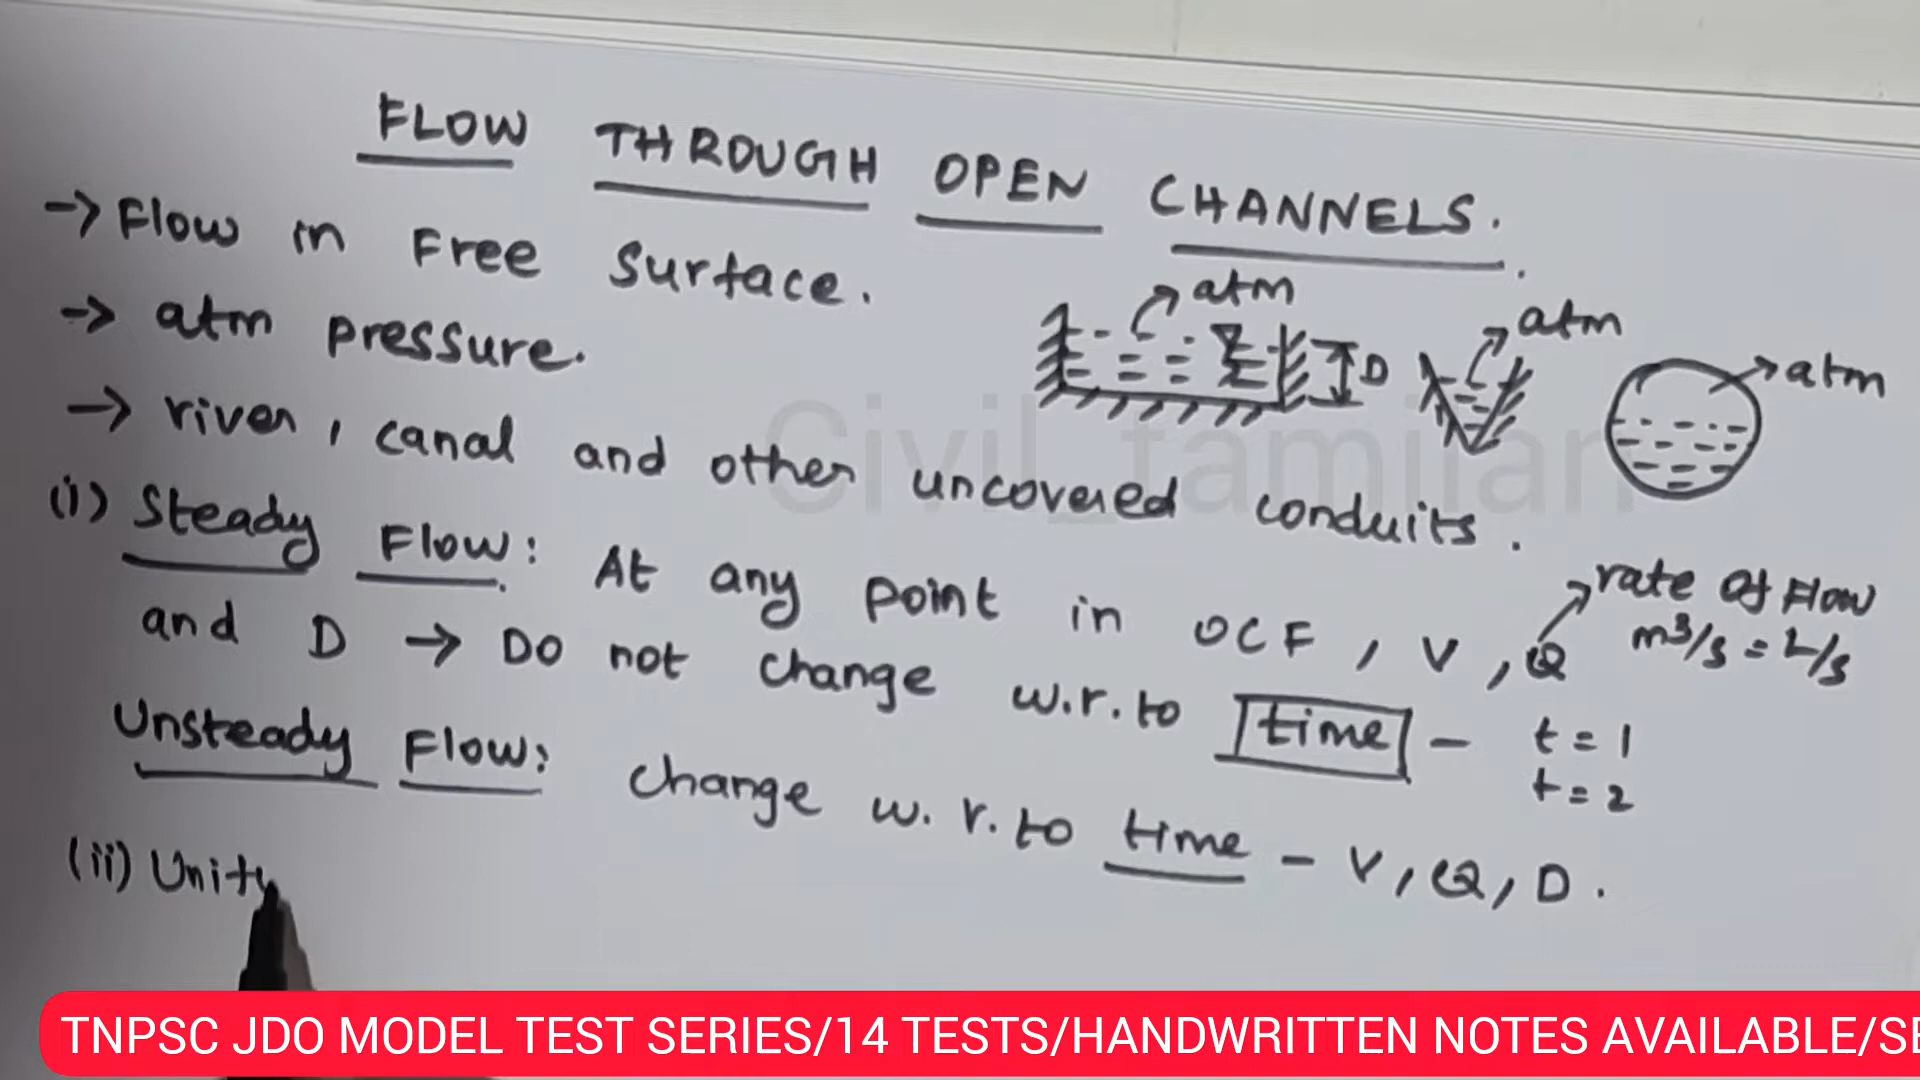 FLOW THROUGH OPEN CHANNELS.
→ Flow in Free Surface.
→ atm pressure.
atm
D
atm
atm
→ river, canal and other uncovered conduits.
(i) Steady Flow: At any point in OCF, V, Q
rate of Flow
m³/s = L/s
and D → Do not change w.r.to time - t = 1
t = 2
Unsteady Flow: change w.r.to time - V, Q, D.
(ii) Unity
Civil_tamilan
TNPSC JDO MODEL TEST SERIES/14 TESTS/HANDWRITTEN NOTES AVAILABLE/SE